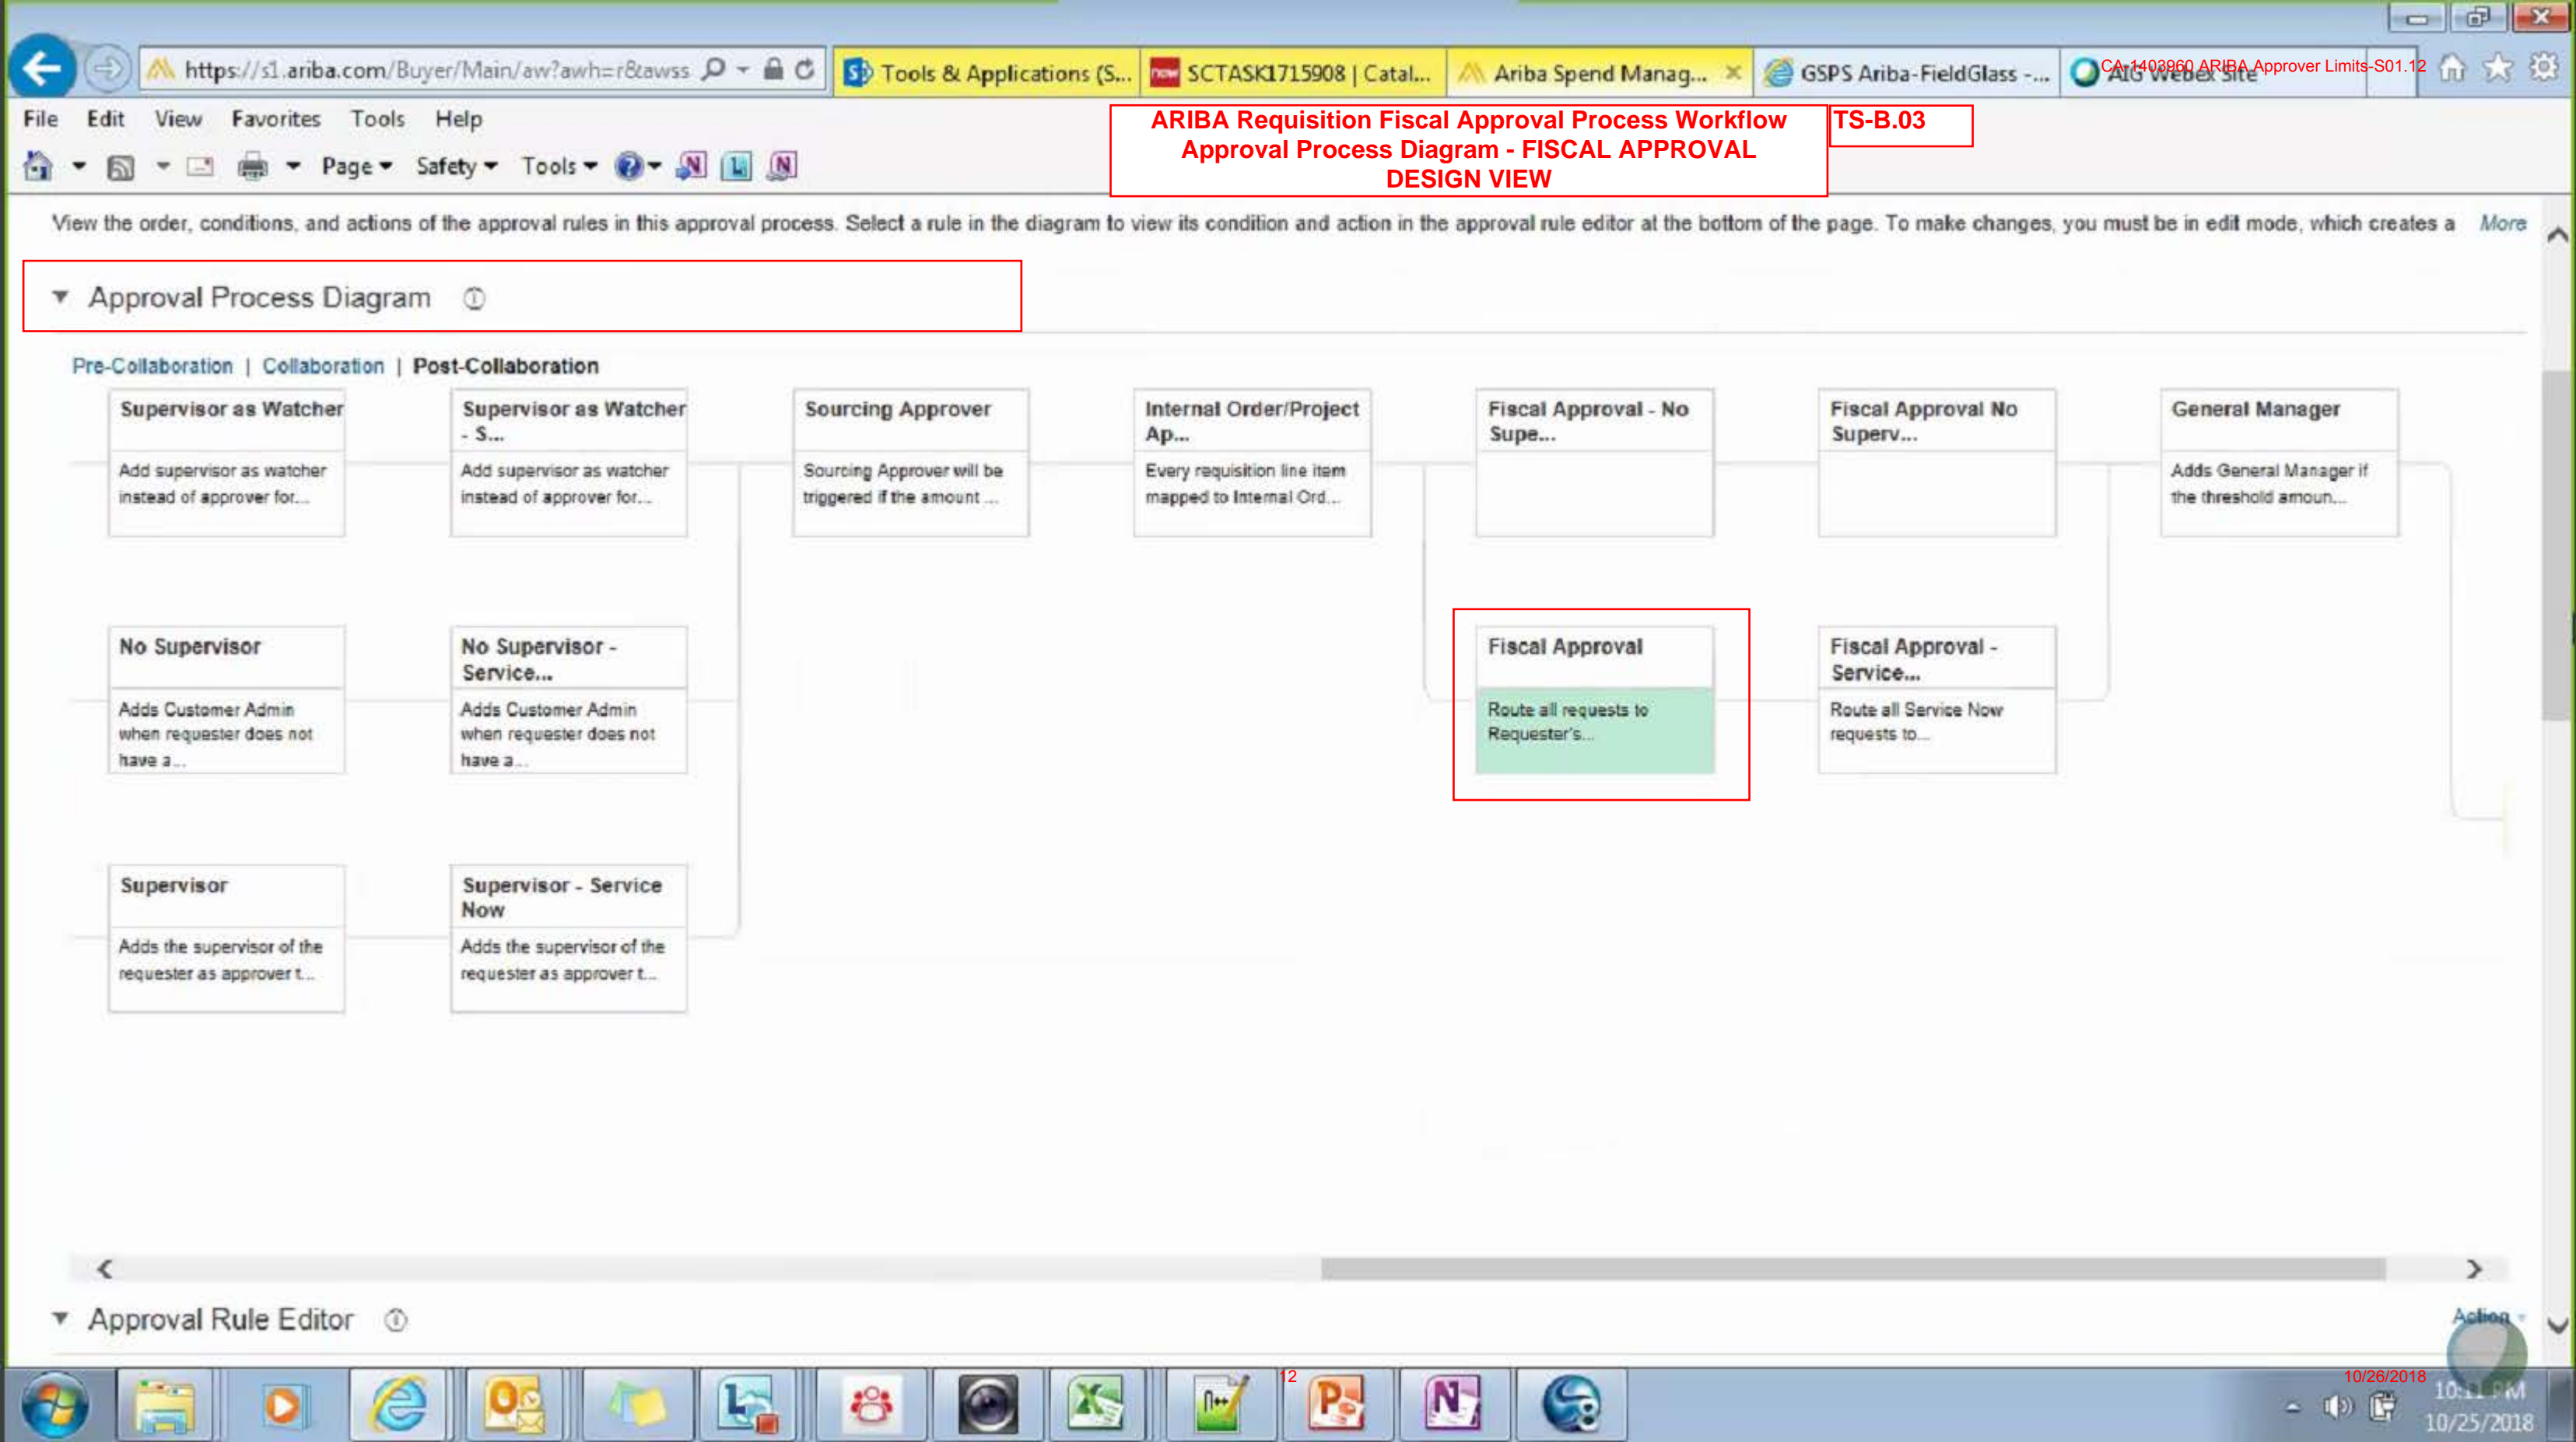 https://s1.ariba.com/Buyer/Main/aw?awh=r&awss
Tools & Applications (S...
SCTASK1715908 | Catal...
Ariba Spend Manag...
GSPS Ariba-FieldGlass -...
AIG Webex Site
CA-1403960 ARIBA Approver Limits-S01.12
File Edit View Favorites Tools Help
Page Safety Tools
ARIBA Requisition Fiscal Approval Process Workflow
Approval Process Diagram - FISCAL APPROVAL
DESIGN VIEW
TS-B.03
View the order, conditions, and actions of the approval rules in this approval process. Select a rule in the diagram to view its condition and action in the approval rule editor at the bottom of the page. To make changes, you must be in edit mode, which creates a More
Approval Process Diagram
Pre-Collaboration | Collaboration | Post-Collaboration
Supervisor as Watcher
Add supervisor as watcher
instead of approver for...
Supervisor as Watcher
- S...
Add supervisor as watcher
instead of approver for...
Sourcing Approver
Sourcing Approver will be
triggered if the amount ...
Internal Order/Project
Ap...
Every requisition line item
mapped to Internal Ord...
Fiscal Approval - No
Supe...
Fiscal Approval No
Superv...
General Manager
Adds General Manager if
the threshold amoun...
No Supervisor
Adds Customer Admin
when requester does not
have a...
No Supervisor -
Service...
Adds Customer Admin
when requester does not
have a...
Fiscal Approval
Route all requests to
Requester's...
Fiscal Approval -
Service...
Route all Service Now
requests to...
Supervisor
Adds the supervisor of the
requester as approver t...
Supervisor - Service
Now
Adds the supervisor of the
requester as approver t...
Approval Rule Editor
Action
12
10/26/2018
10:11 PM
10/25/2018